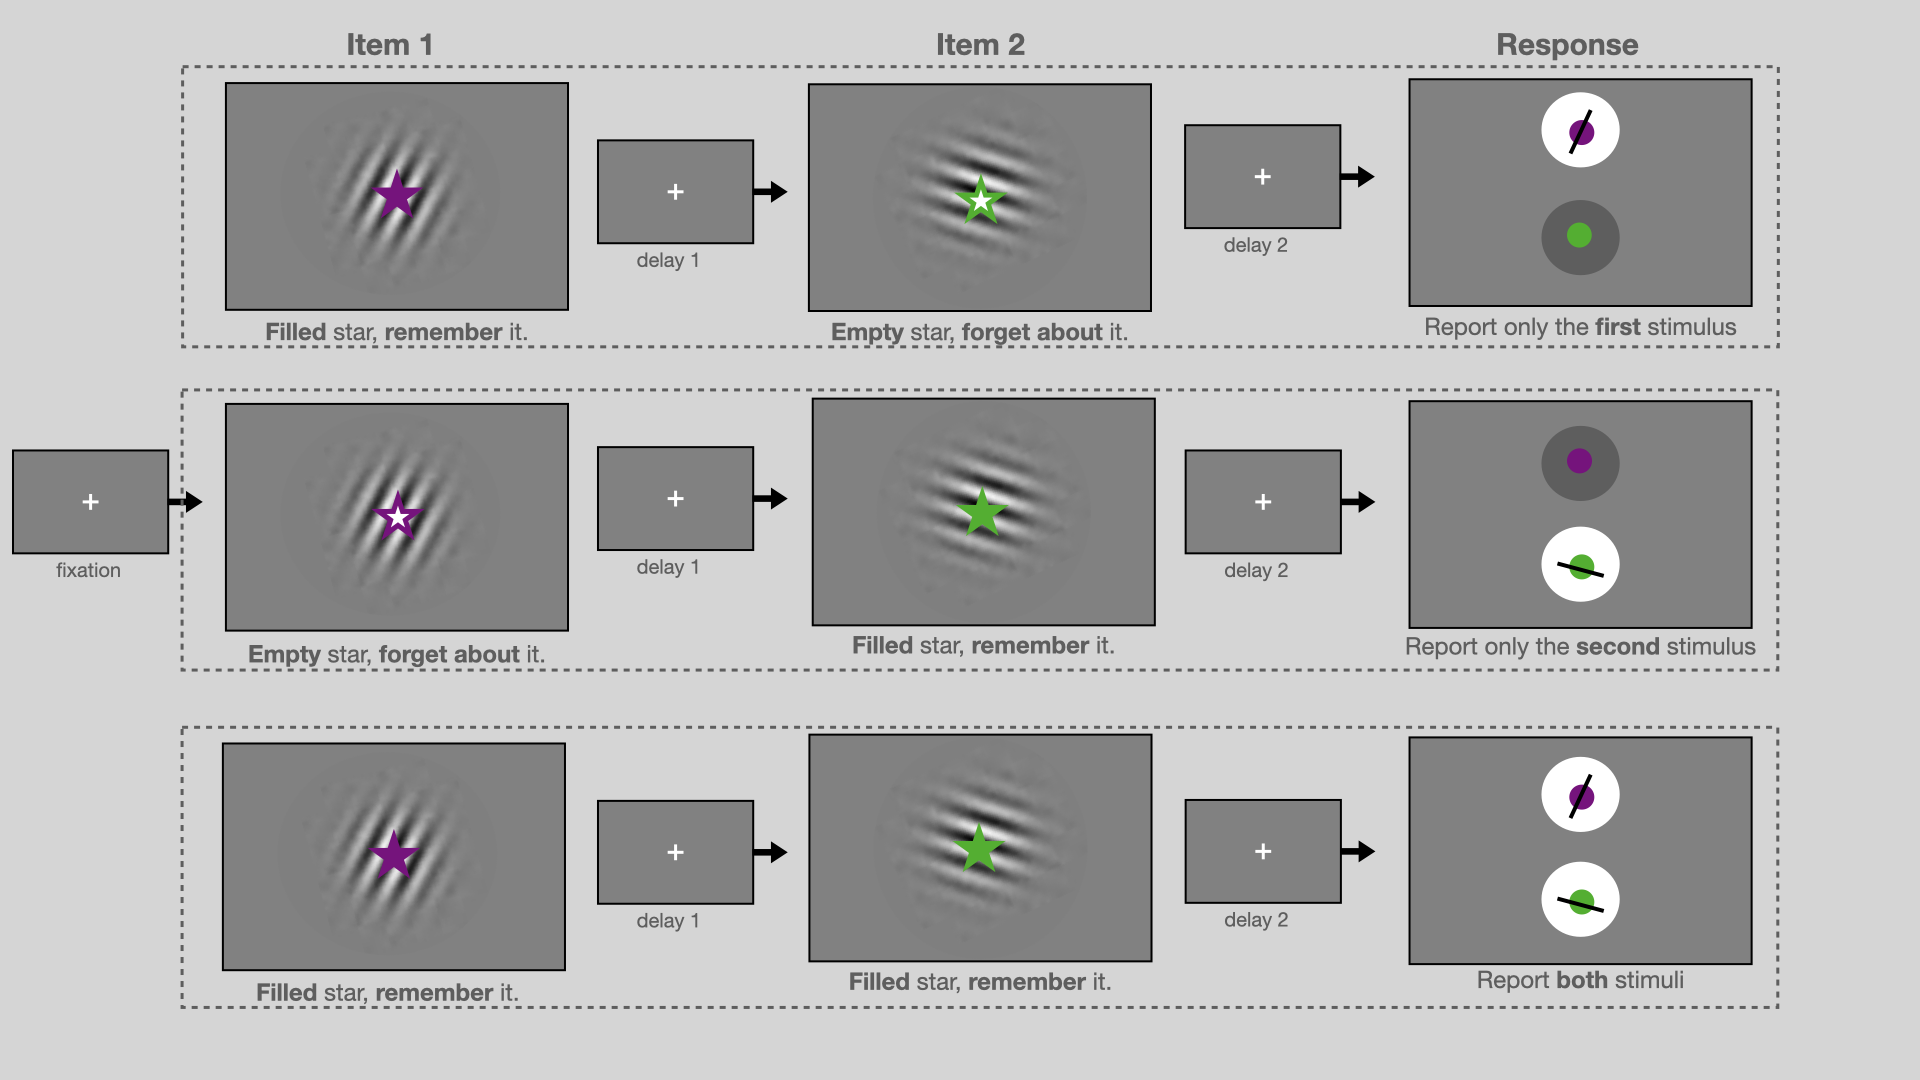 Item 1
Item 2
Response
delay 1
delay 2
Filled star, remember it.
Empty star, forget about it.
Report only the first stimulus
fixation
delay 1
delay 2
Empty star, forget about it.
Filled star, remember it.
Report only the second stimulus
delay 1
delay 2
Filled star, remember it.
Filled star, remember it.
Report both stimuli